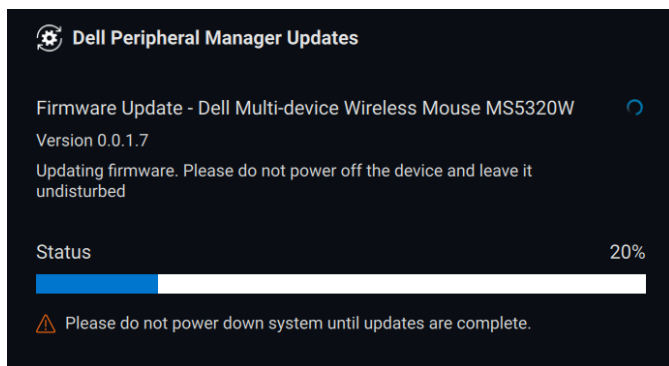 Dell Peripheral Manager Updates
Firmware Update - Dell Multi-device Wireless Mouse MS5320W
Version 0.0.1.7
Updating firmware. Please do not power off the device and leave it
undisturbed
Status 20%
Please do not power down system until updates are complete.